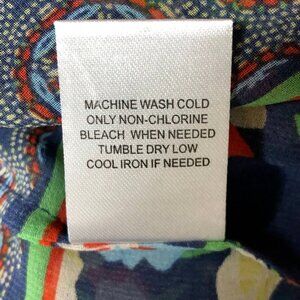 MACHINE WASH COLD
ONLY NON-CHLORINE
BLEACH WHEN NEEDED
TUMBLE DRY LOW
COOL IRON IF NEEDED